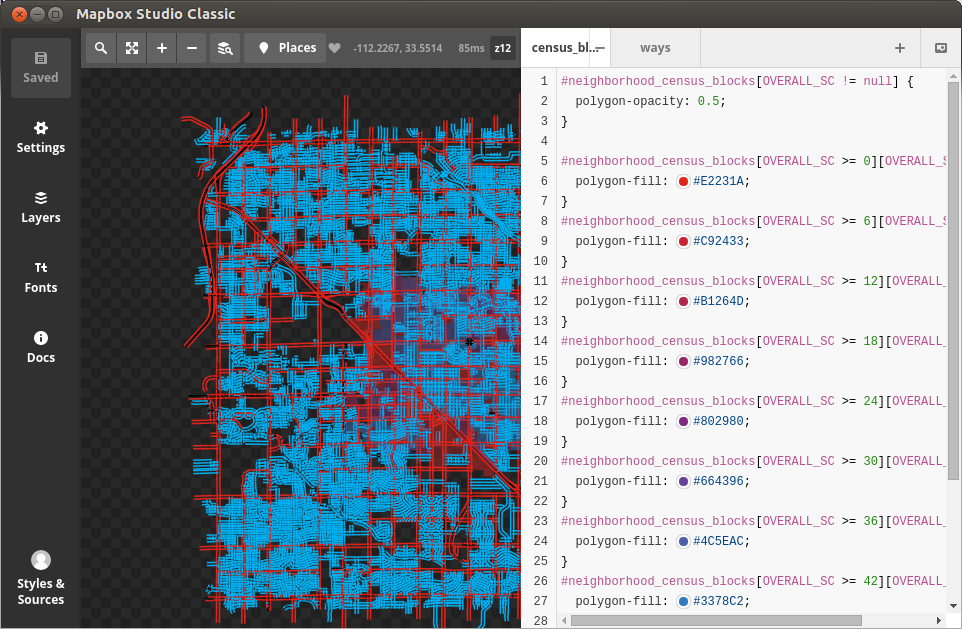 Mapbox Studio Classic
Saved
Settings
Layers
Tt
Fonts
Docs
Styles &
Sources
Places
-112.2267, 33.5514
85ms
z12
census_bl...
ways
1 #neighborhood_census_blocks[OVERALL_SC != null] {
2 polygon-opacity: 0.5;
3 }
4
5 #neighborhood_census_blocks[OVERALL_SC >= 0][OVERALL_S
6 polygon-fill: #E2231A;
7 }
8 #neighborhood_census_blocks[OVERALL_SC >= 6][OVERALL_S
9 polygon-fill: #C92433;
10 }
11 #neighborhood_census_blocks[OVERALL_SC >= 12][OVERALL_
12 polygon-fill: #B1264D;
13 }
14 #neighborhood_census_blocks[OVERALL_SC >= 18][OVERALL_
15 polygon-fill: #982766;
16 }
17 #neighborhood_census_blocks[OVERALL_SC >= 24][OVERALL_
18 polygon-fill: #802980;
19 }
20 #neighborhood_census_blocks[OVERALL_SC >= 30][OVERALL_
21 polygon-fill: #664396;
22 }
23 #neighborhood_census_blocks[OVERALL_SC >= 36][OVERALL_
24 polygon-fill: #4C5EAC;
25 }
26 #neighborhood_census_blocks[OVERALL_SC >= 42][OVERALL_
27 polygon-fill: #3378C2;
28